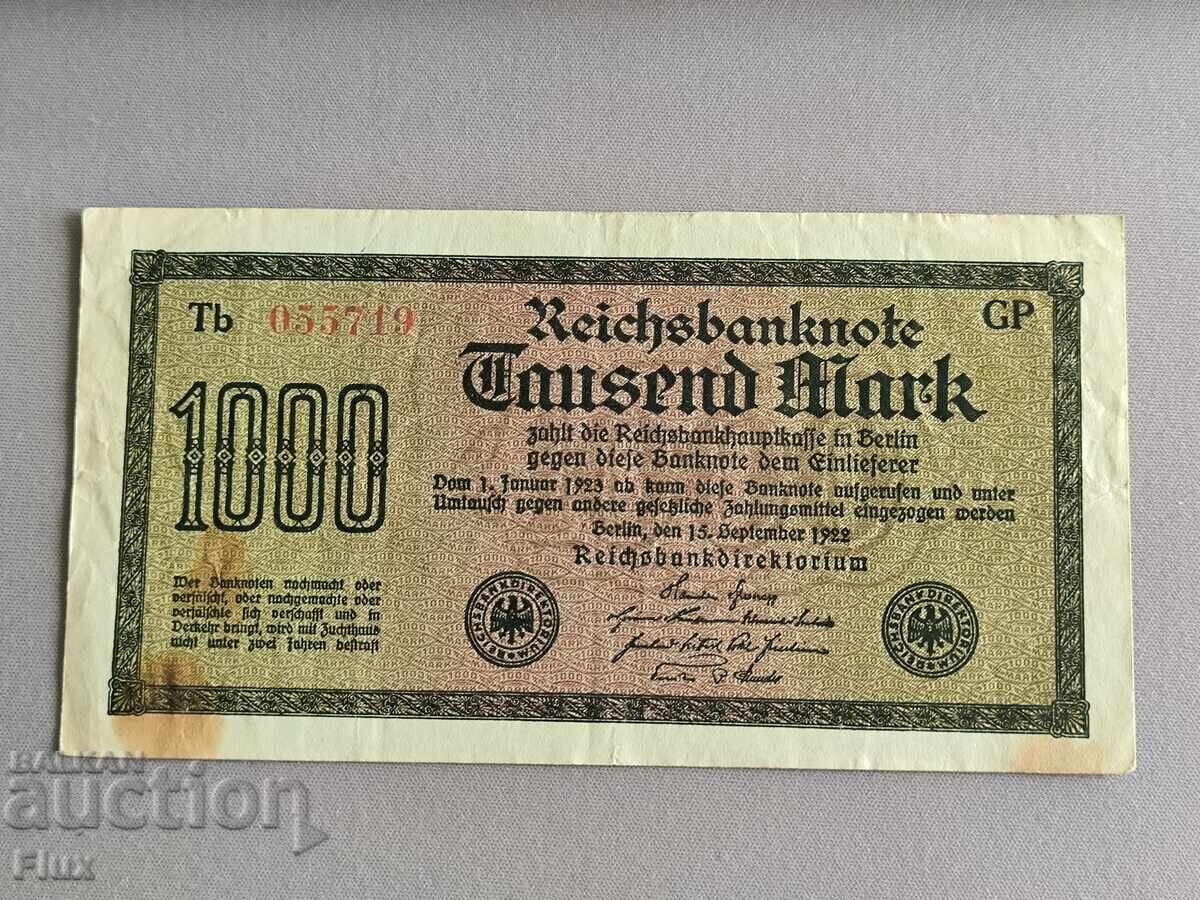 Tb 055719
GP
Reichsbanknote
Tausend Mark
zahlt die Reichsbankhauptkasse in Berlin
gegen diese Banknote dem Einlieferer
Vom 1. Januar 1923 ab kann diese Banknote aufgerufen und unter
Umtausch gegen andere gesetzliche Zahlungsmittel eingezogen werden
Berlin, den 15. September 1922
Reichsbankdirektorium
1000
Wer Banknoten nachmacht oder
verfälscht, oder nachgemachte oder
verfälschte sich verschafft und in
Verkehr bringt, wird mit Zuchthaus
nicht unter zwei Jahren bestraft
REICHSBANKDIREKTORIUM
REICHSBANKDIREKTORIUM
BALKAN
auction
Flux